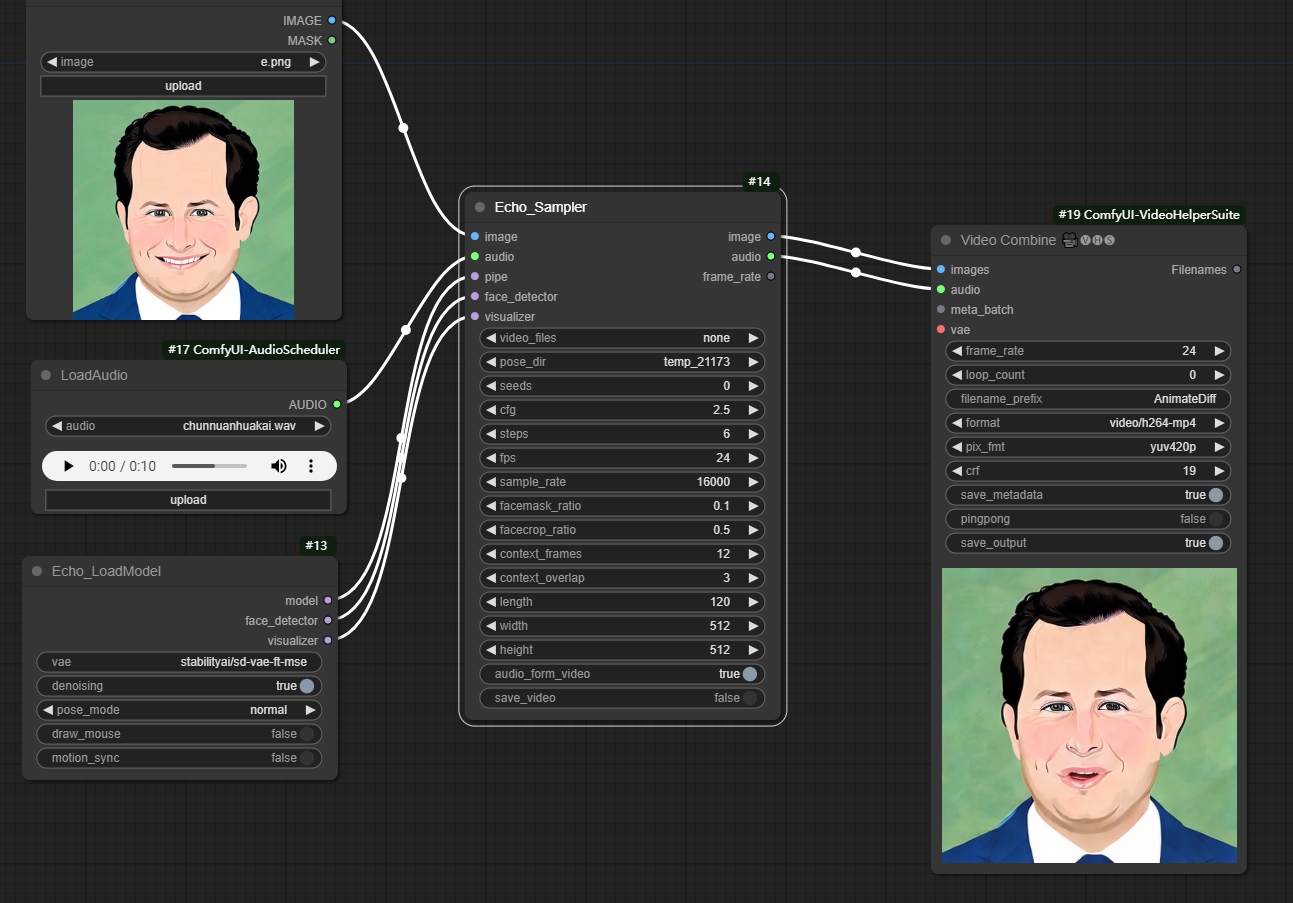 IMAGE
MASK
image e.png
upload
#17 ComfyUI-AudioScheduler
LoadAudio
AUDIO
audio chunnuanhuakai.wav
0:00 / 0:10
upload
#13
Echo_LoadModel
model
face_detector
visualizer
vae stabilityai/sd-vae-ft-mse
denoising true
pose_mode normal
draw_mouse false
motion_sync false
#14
Echo_Sampler
image image
audio audio
pipe frame_rate
face_detector
visualizer
video_files none
pose_dir temp_21173
seeds 0
cfg 2.5
steps 6
fps 24
sample_rate 16000
facemask_ratio 0.1
facecrop_ratio 0.5
context_frames 12
context_overlap 3
length 120
width 512
height 512
audio_form_video true
save_video false
#19 ComfyUI-VideoHelperSuite
Video Combine 🎥🅥🅗🅢
images Filenames
audio
meta_batch
vae
frame_rate 24
loop_count 0
filename_prefix AnimateDiff
format video/h264-mp4
pix_fmt yuv420p
crf 19
save_metadata true
pingpong false
save_output true